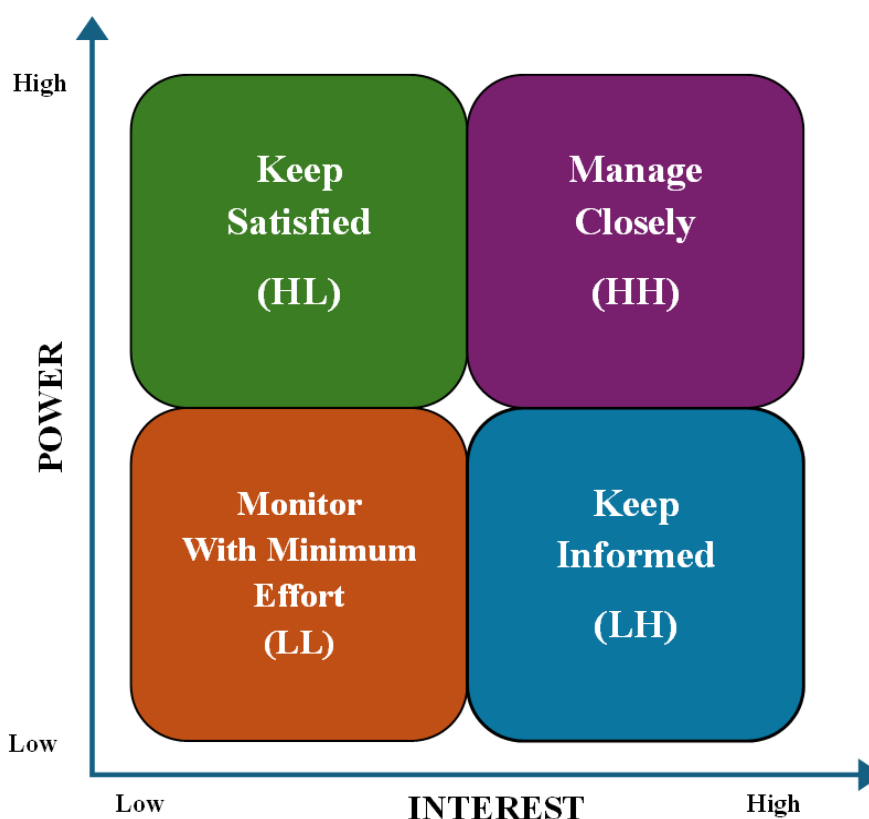 High
Keep
Satisfied
(HL)
Manage
Closely
(HH)
POWER
Monitor
With Minimum
Effort
(LL)
Keep
Informed
(LH)
Low
Low
INTEREST
High